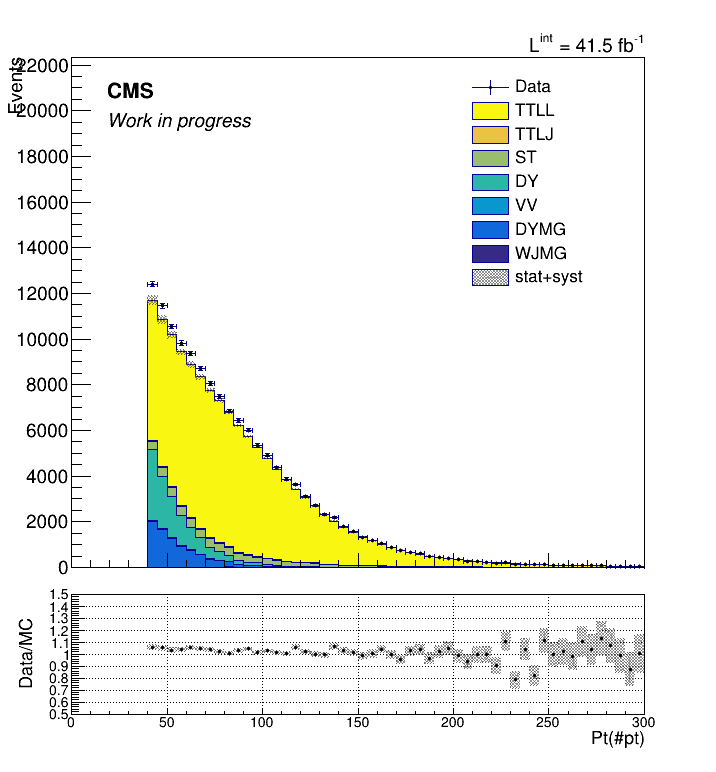 L^int = 41.5 fb^-1
Events
22000
20000
18000
16000
14000
12000
10000
8000
6000
4000
2000
0
CMS
Work in progress
Data
TTLL
TTLJ
ST
DY
VV
DYMG
WJMG
stat+syst
Data/MC
1.5
1.4
1.3
1.2
1.1
1
0.9
0.8
0.7
0.6
0.5
0 50 100 150 200 250 300
Pt(#pt)